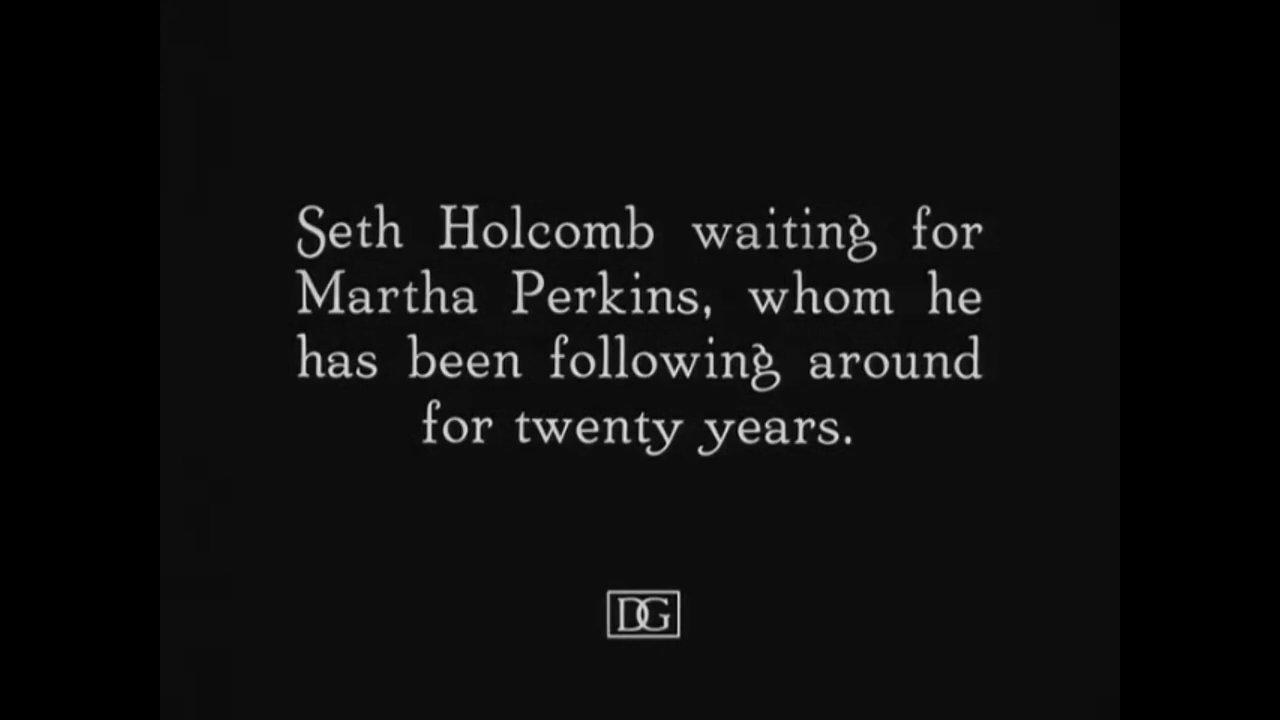 Seth Holcomb waiting for
Martha Perkins, whom he
has been following around
for twenty years.
DG